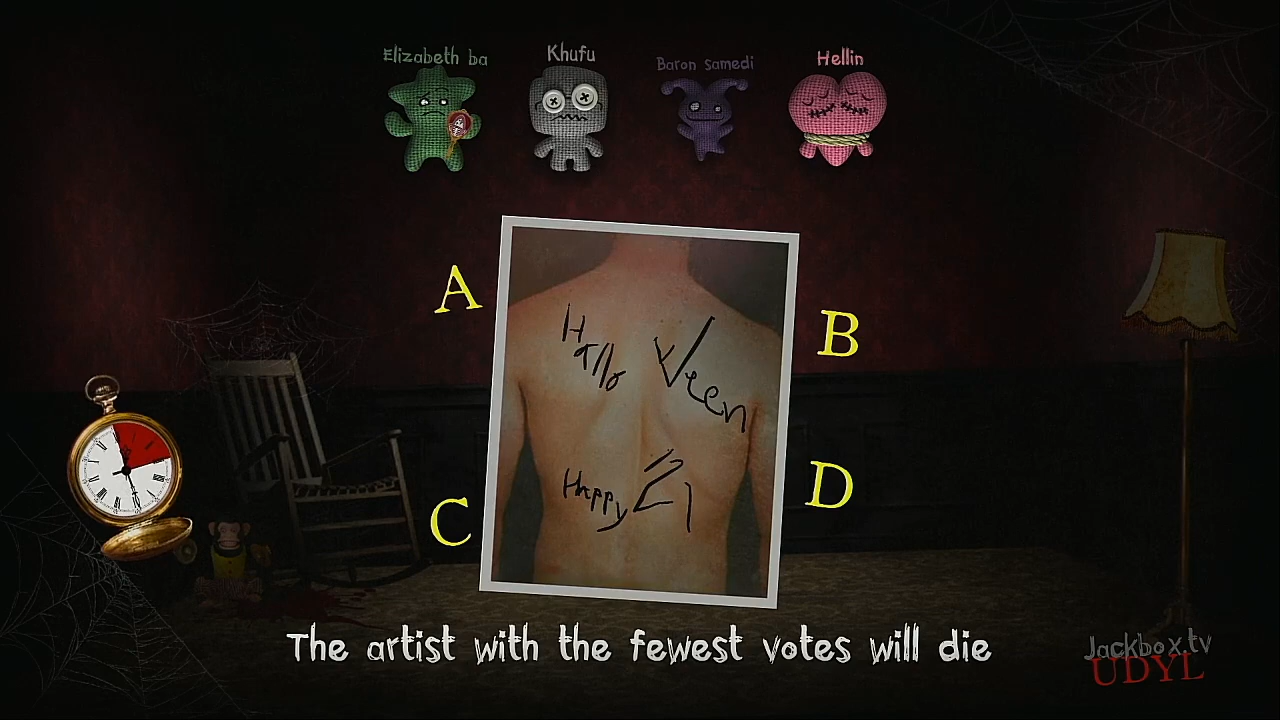 Elizabeth ba
Khufu
Baron Samedi
Hellin
A
B
Hallo
Veen
C
D
Happy 21
The artist with the fewest votes will die
Jackbox.tv
UDYL